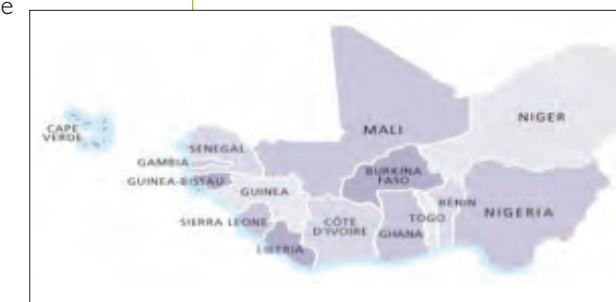 e
CAPE
VERDE
SENEGAL
GAMBIA
GUINEA-BISSAU
GUINEA
SIERRA LEONE
LIBERIA
CÔTE
D'IVOIRE
MALI
BURKINA
FASO
GHANA
TOGO
BENIN
NIGER
NIGERIA